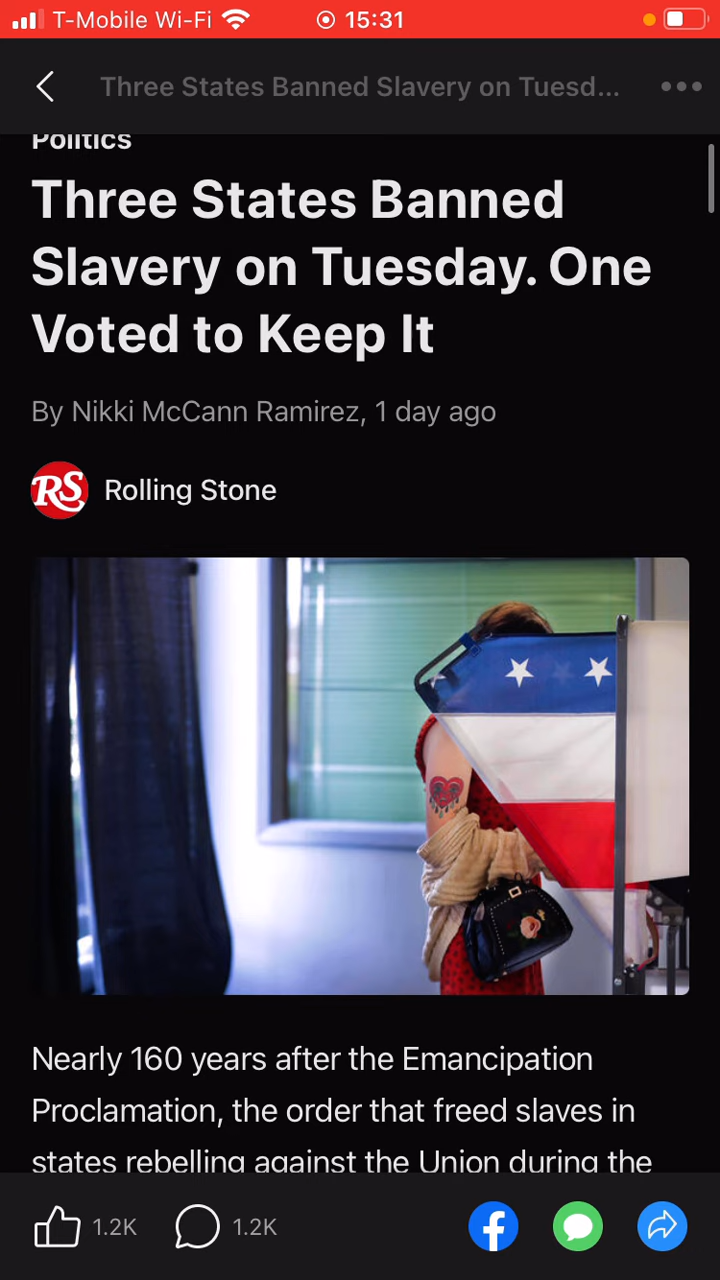 T-Mobile Wi-Fi 15:31
Three States Banned Slavery on Tuesd...
Politics
Three States Banned
Slavery on Tuesday. One
Voted to Keep It
By Nikki McCann Ramirez, 1 day ago
RS Rolling Stone
Nearly 160 years after the Emancipation
Proclamation, the order that freed slaves in
states rebelling against the Union during the
1.2K 1.2K